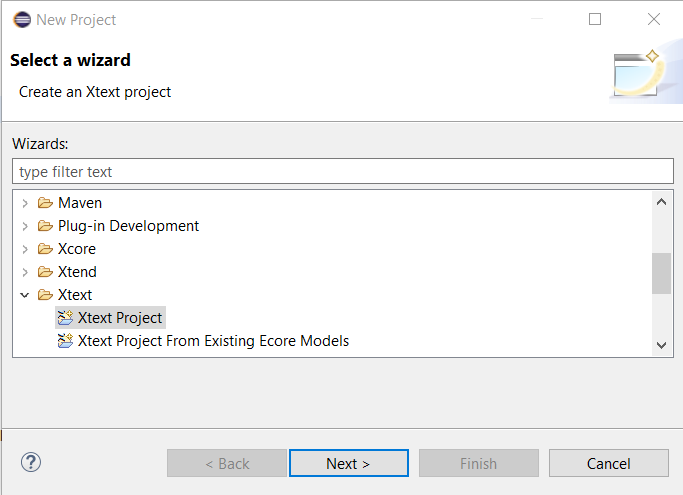 New Project
Select a wizard
Create an Xtext project
Wizards:
type filter text
Maven
Plug-in Development
Xcore
Xtend
Xtext
Xtext Project
Xtext Project From Existing Ecore Models
? < Back Next > Finish Cancel